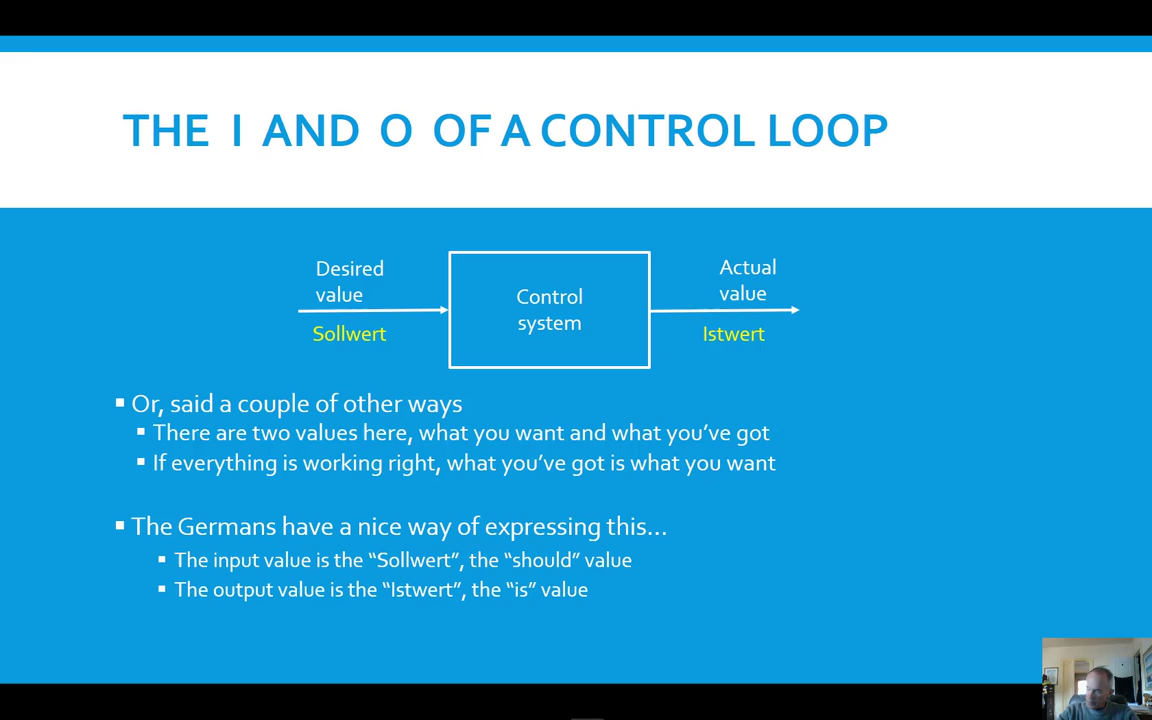 THE I AND O OF A CONTROL LOOP
Desired
value
Sollwert
Control
system
Actual
value
Istwert
Or, said a couple of other ways
There are two values here, what you want and what you've got
If everything is working right, what you've got is what you want
The Germans have a nice way of expressing this...
The input value is the “Sollwert”, the “should” value
The output value is the “Istwert”, the “is” value